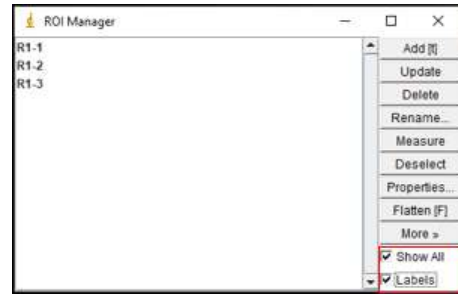 ROI Manager
R1-1
R1-2
R1-3
Add [t]
Update
Delete
Rename...
Measure
Deselect
Properties...
Flatten [F]
More »
Show All
Labels